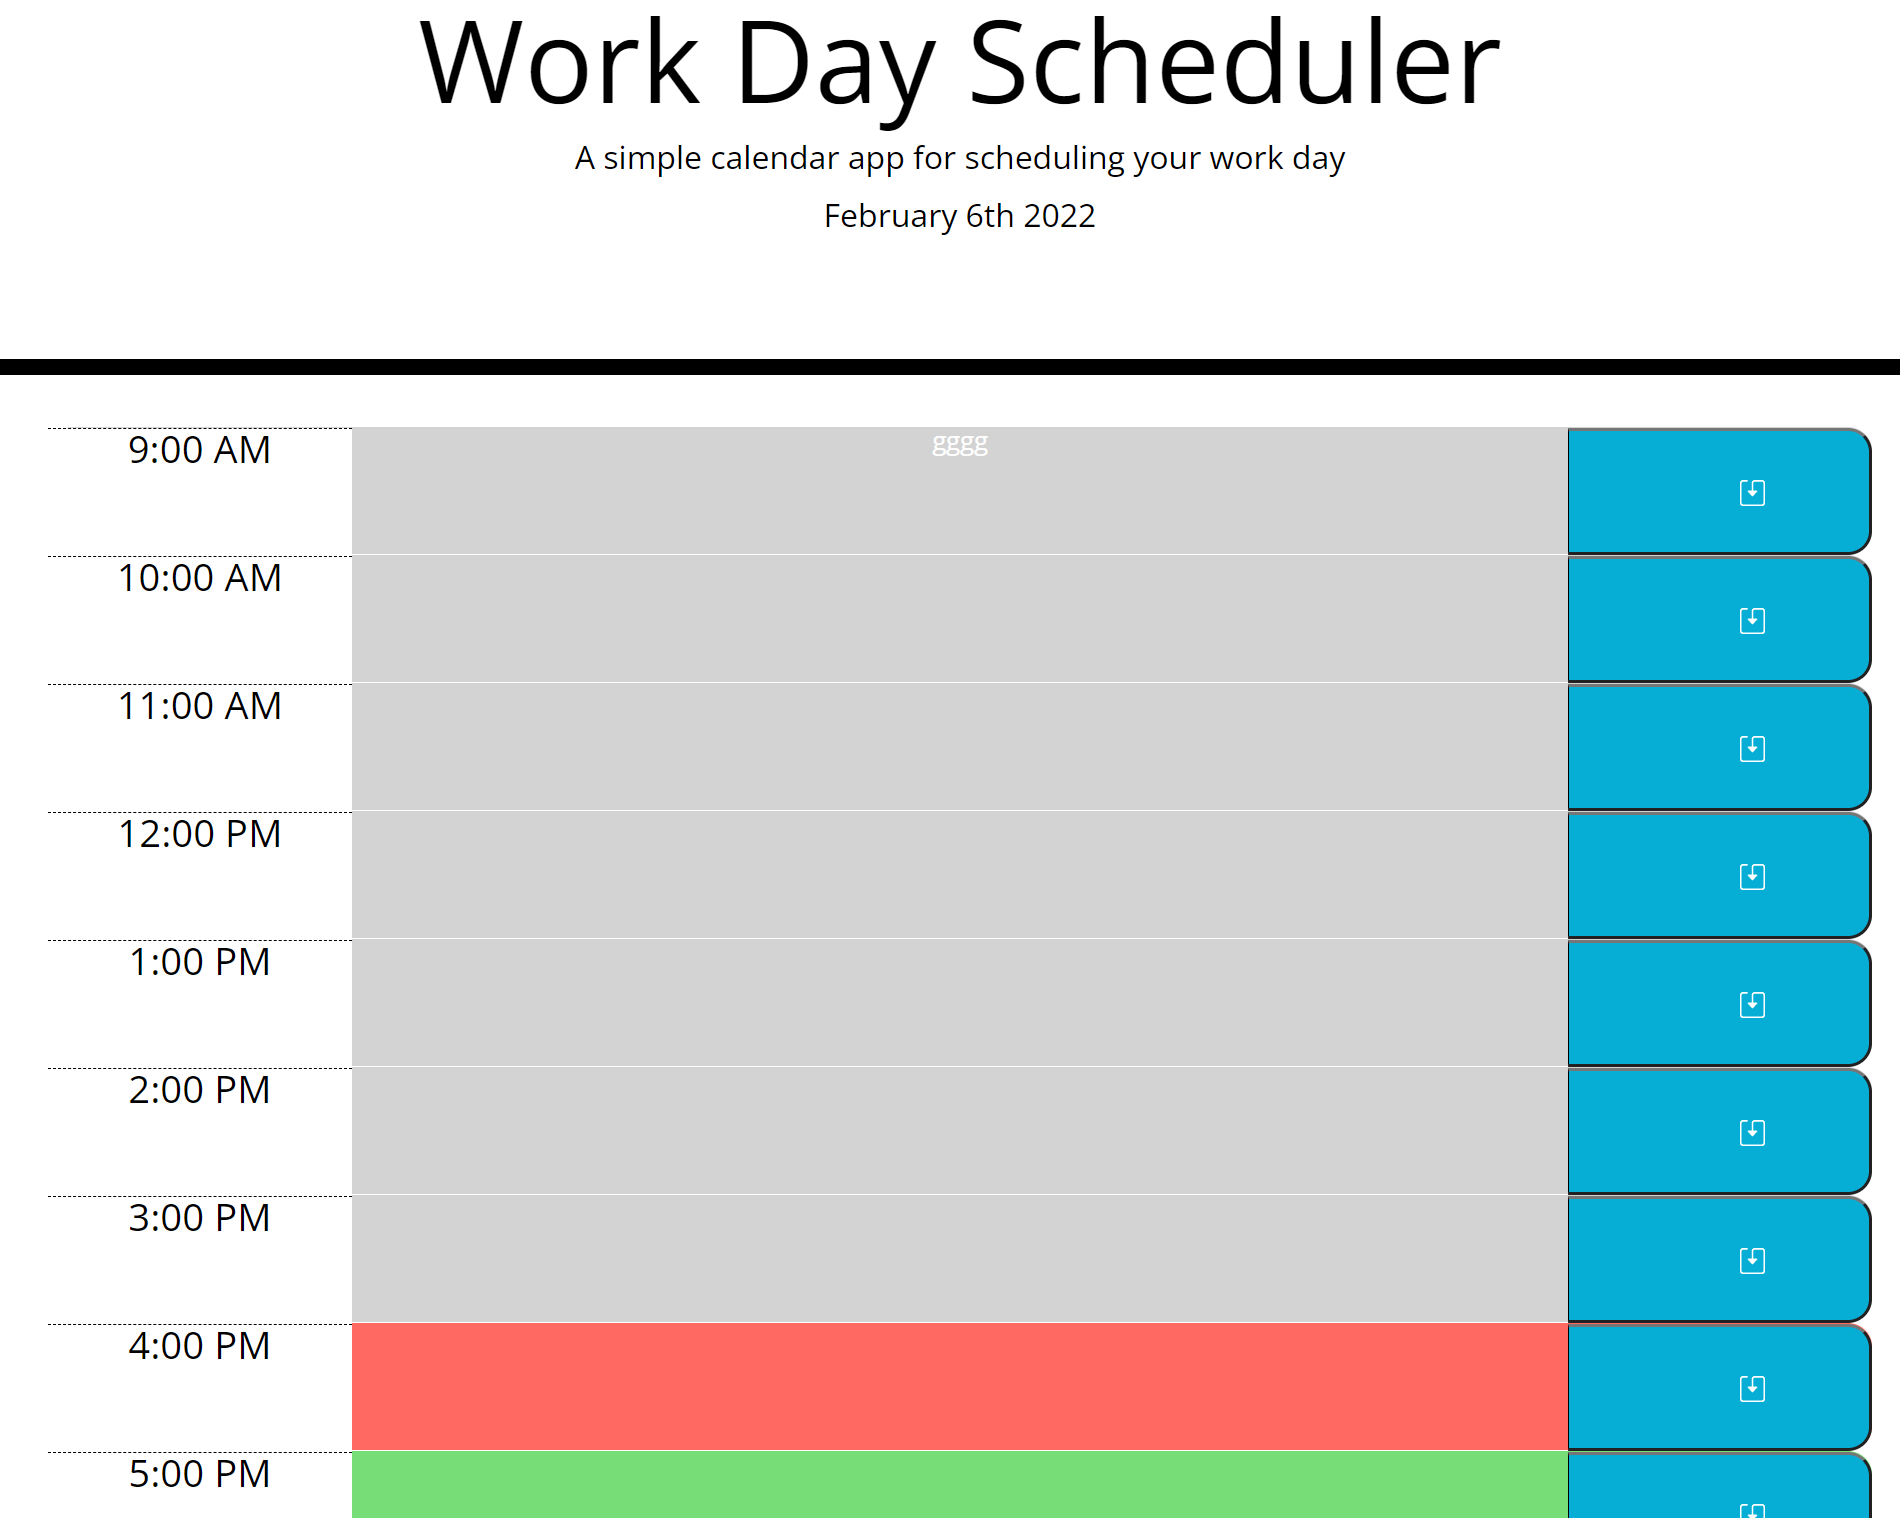 Work Day Scheduler
A simple calendar app for scheduling your work day
February 6th 2022
9:00 AM
gggg
10:00 AM
11:00 AM
12:00 PM
1:00 PM
2:00 PM
3:00 PM
4:00 PM
5:00 PM